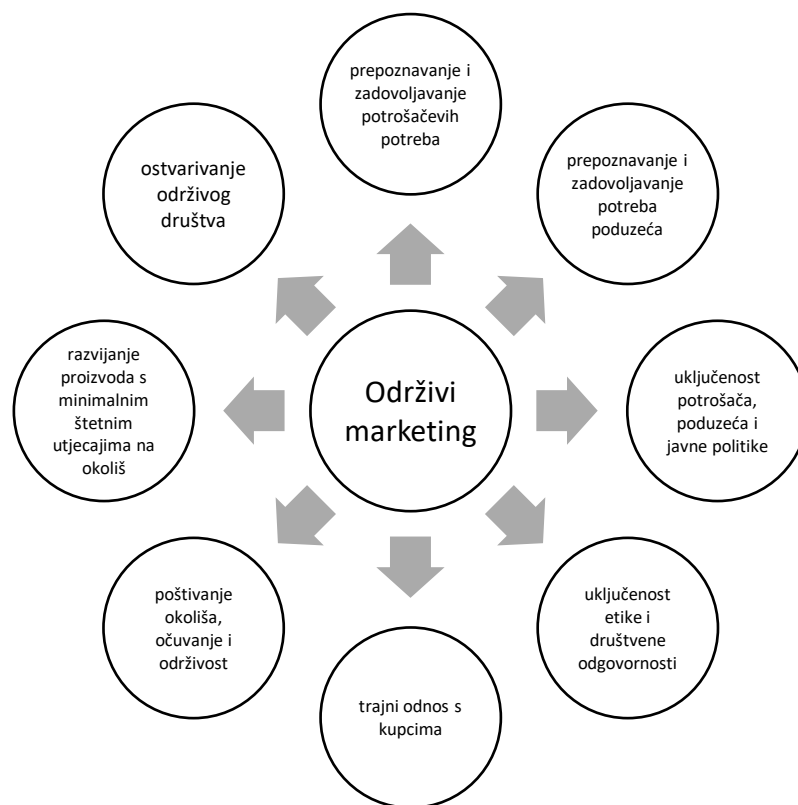 prepoznavanje i
zadovoljavanje
potrošačevih
potreba
prepoznavanje i
zadovoljavanje
potreba
poduzeća
uključenost
potrošača,
poduzeća i
javne politike
uključenost
etike i
društvene
odgovornosti
trajni odnos s
kupcima
poštivanje
okoliša,
očuvanje i
održivost
razvijanje
proizvoda s
minimalnim
štetnim
utjecajima na
okoliš
ostvarivanje
održivog
društva
Održivi
marketing